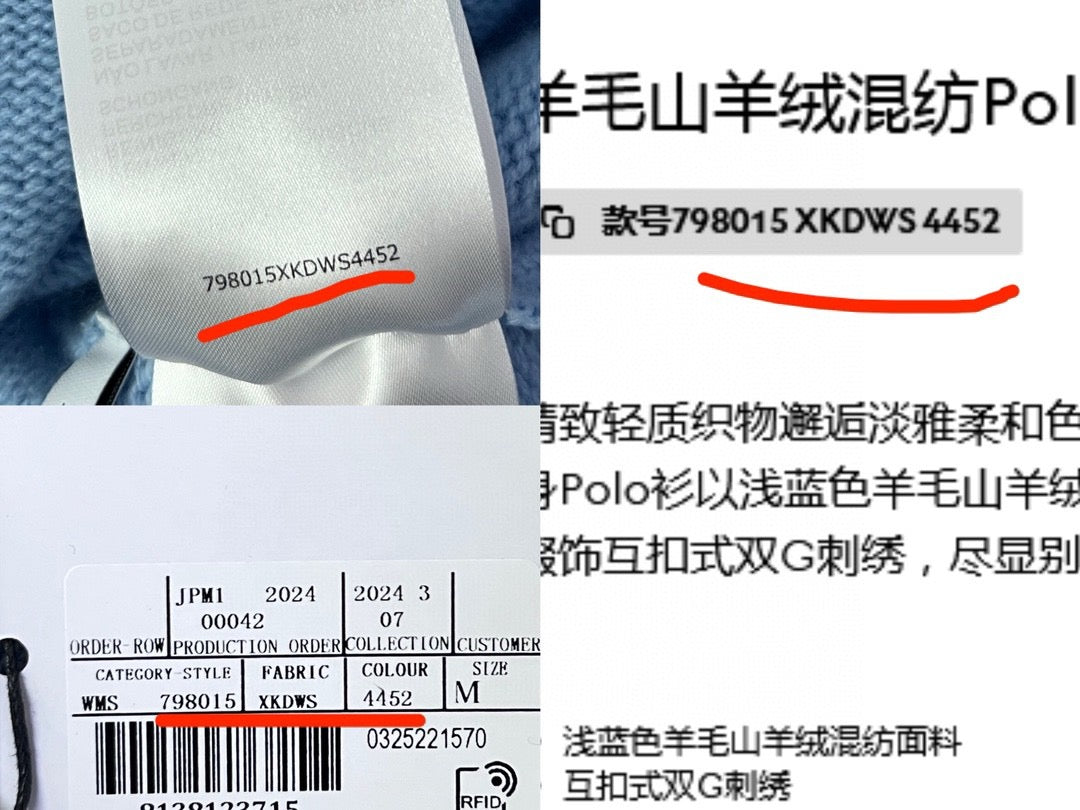 798015XKDWS4452
羊毛山羊绒混纺Pol
款号798015 XKDWS 4452
致轻质织物邂逅淡雅柔和色
Polo衫以浅蓝色羊毛山羊绒
饰互扣式双G刺绣，尽显别
浅蓝色羊毛山羊绒混纺面料
互扣式双G刺绣
JPM1 2024 2024 3
00042 07
ORDER-ROW PRODUCTION ORDER COLLECTION CUSTOMER
CATEGORY-STYLE FABRIC COLOUR SIZE
WMS 798015 XKDWS 4452 M
0325221570
RFID